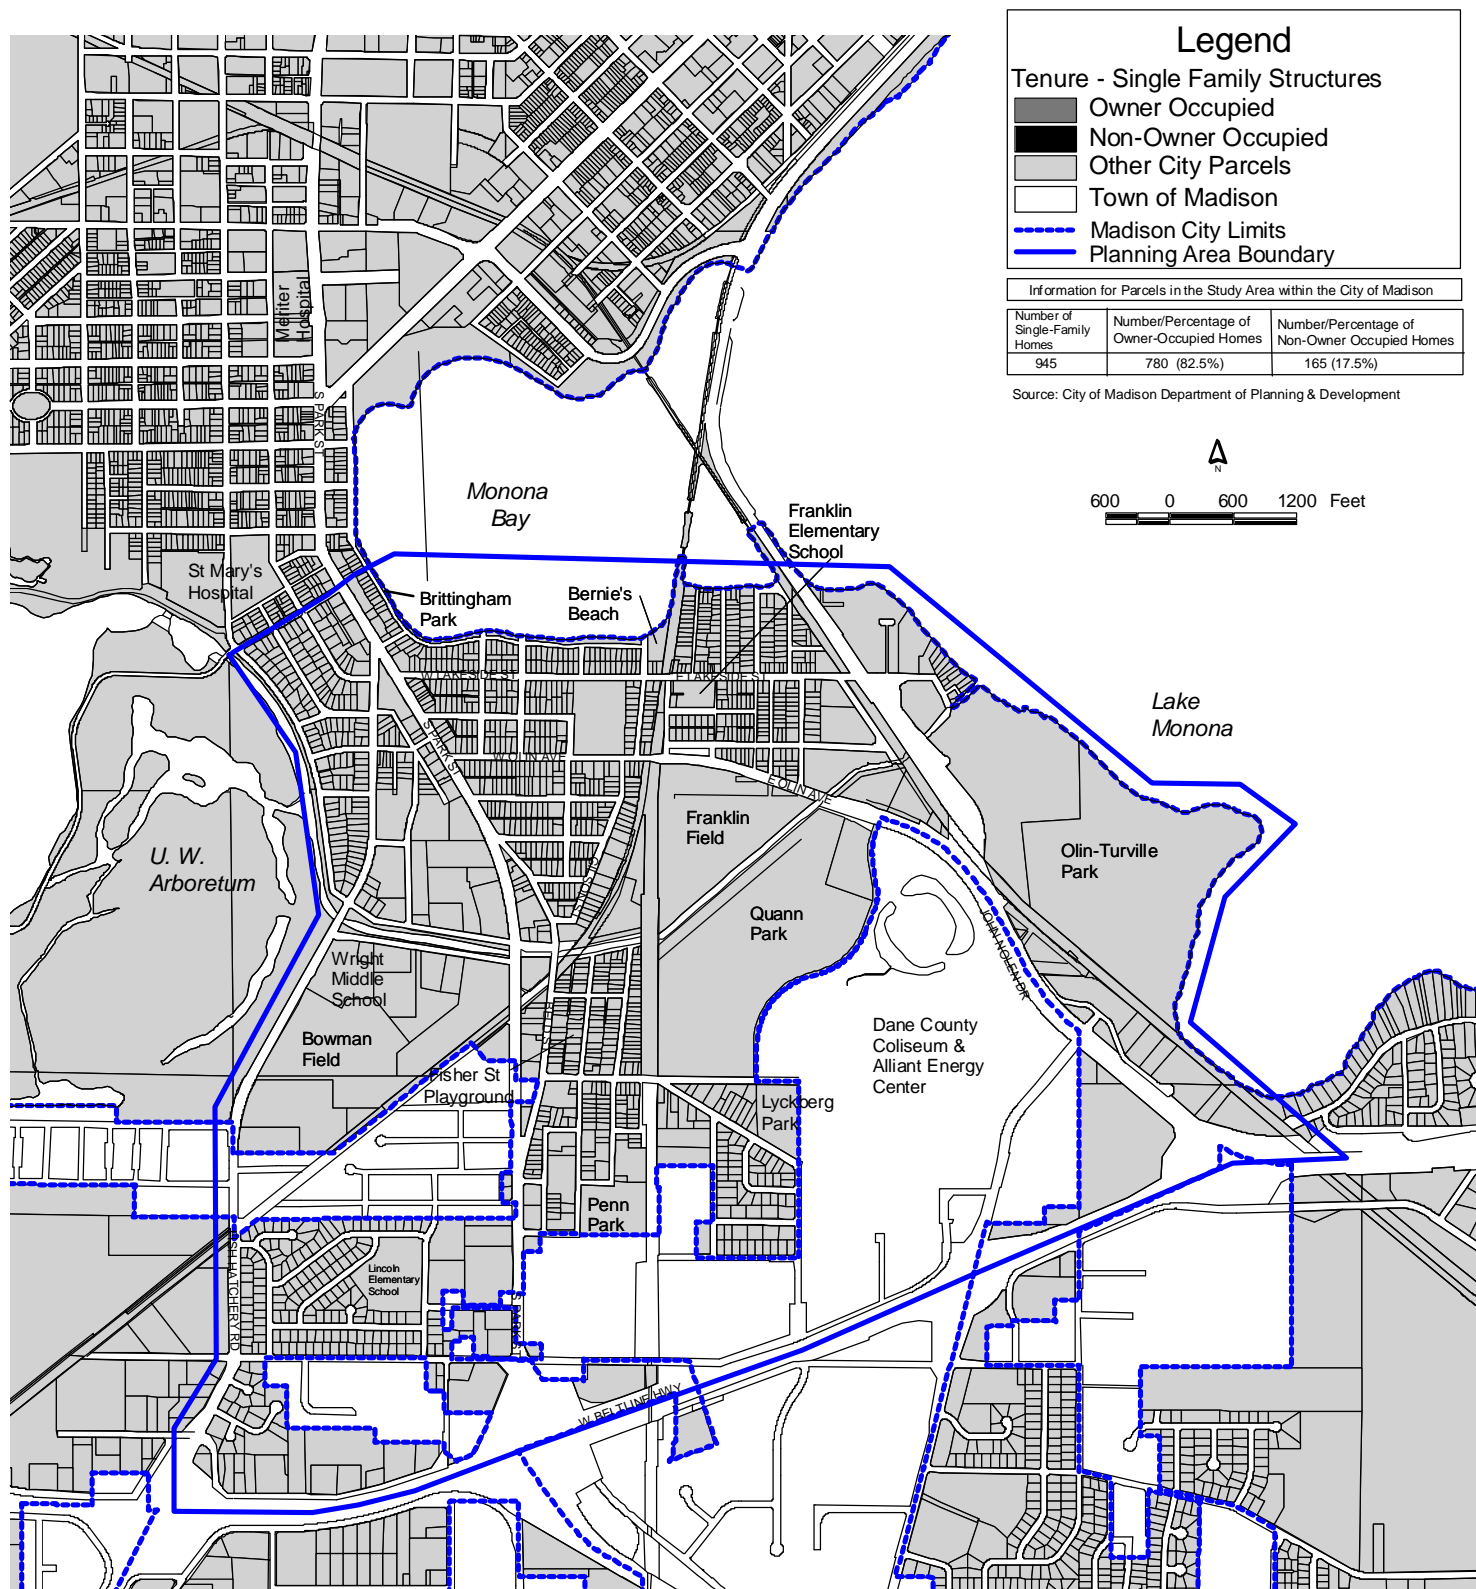 Legend
Tenure - Single Family Structures
Owner Occupied
Non-Owner Occupied
Other City Parcels
Town of Madison
Madison City Limits
Planning Area Boundary
Information for Parcels in the Study Area within the City of Madison
Number of
Single-Family
Homes
Number/Percentage of
Owner-Occupied Homes
Number/Percentage of
Non-Owner Occupied Homes
945
780 (82.5%)
165 (17.5%)
Source: City of Madison Department of Planning & Development
N
600 0 600 1200 Feet
Meriter
Hospital
S PARK ST
Monona
Bay
Franklin
Elementary
School
St Mary's
Hospital
Brittingham
Park
Bernie's
Beach
W LAKESIDE ST
E LAKESIDE ST
Lake
Monona
S PARK ST
W OLIN AVE
E OLIN AVE
Franklin
Field
Olin-Turville
Park
U. W.
Arboretum
GILSON ST
Quann
Park
JOHN NOLEN DR
Wright
Middle
School
Bowman
Field
Dane County
Coliseum &
Alliant Energy
Center
Fisher St
Playground
Lyckberg
Park
Penn
Park
FISH HATCHERY RD
Lincoln
Elementary
School
S PARK ST
W BELTLINE HWY